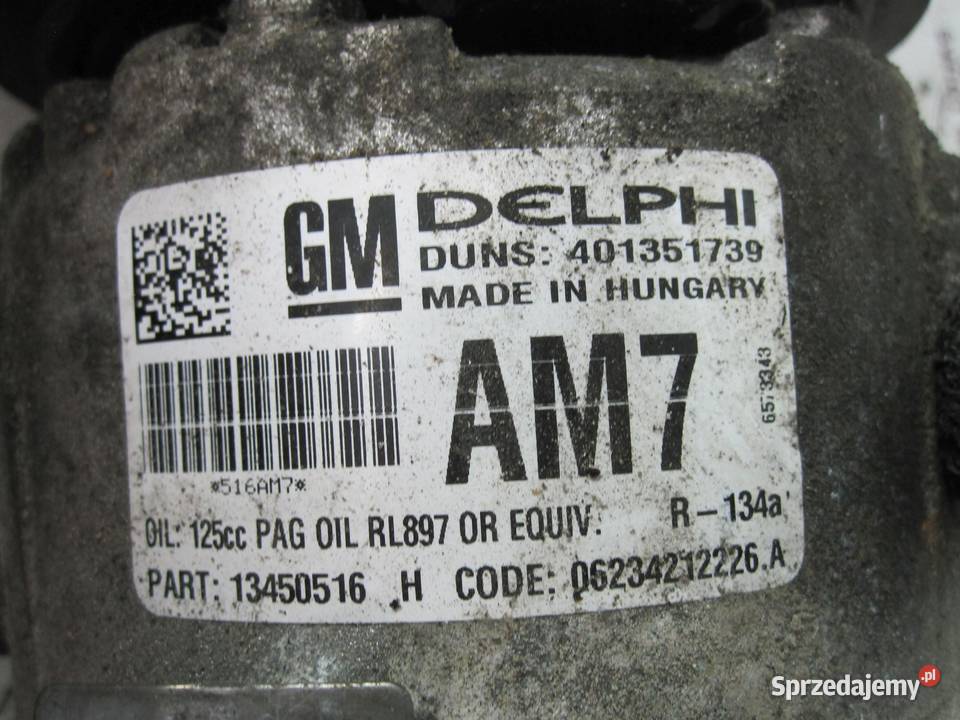 GM DELPHI
DUNS: 401351739
MADE IN HUNGARY
AM7
6573343
*516AM7*
OIL: 125cc PAG OIL RL897 OR EQUIV. R-134a
PART: 13450516 H CODE: 06234212226.A
Sprzedajemy.pl